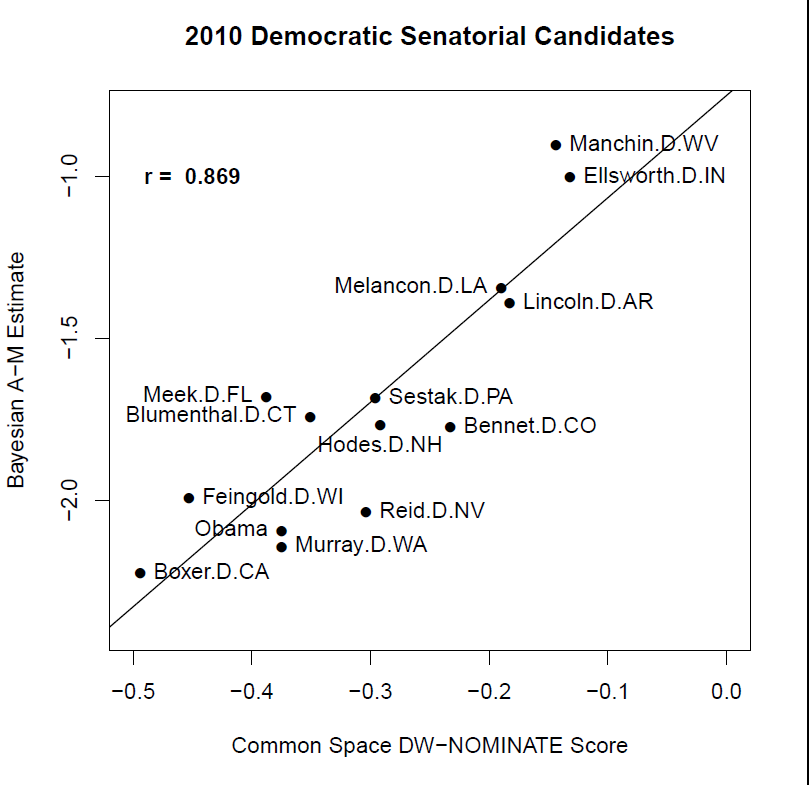 2010 Democratic Senatorial Candidates
r = 0.869
Manchin.D.WV
Ellsworth.D.IN
Melancon.D.LA
Lincoln.D.AR
Meek.D.FL
Sestak.D.PA
Blumenthal.D.CT
Bennet.D.CO
Hodes.D.NH
Feingold.D.WI
Reid.D.NV
Obama
Murray.D.WA
Boxer.D.CA
Bayesian A−M Estimate
−1.0
−1.5
−2.0
−0.5 −0.4 −0.3 −0.2 −0.1 0.0
Common Space DW−NOMINATE Score